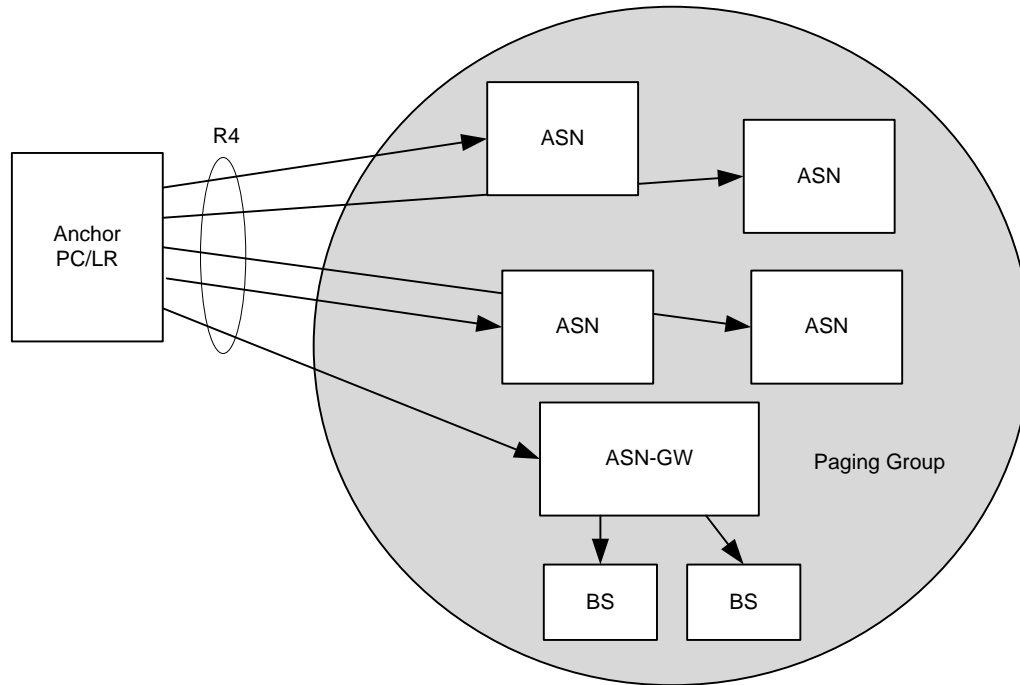 R4
Anchor
PC/LR
ASN
ASN
ASN
ASN
ASN-GW
Paging Group
BS
BS